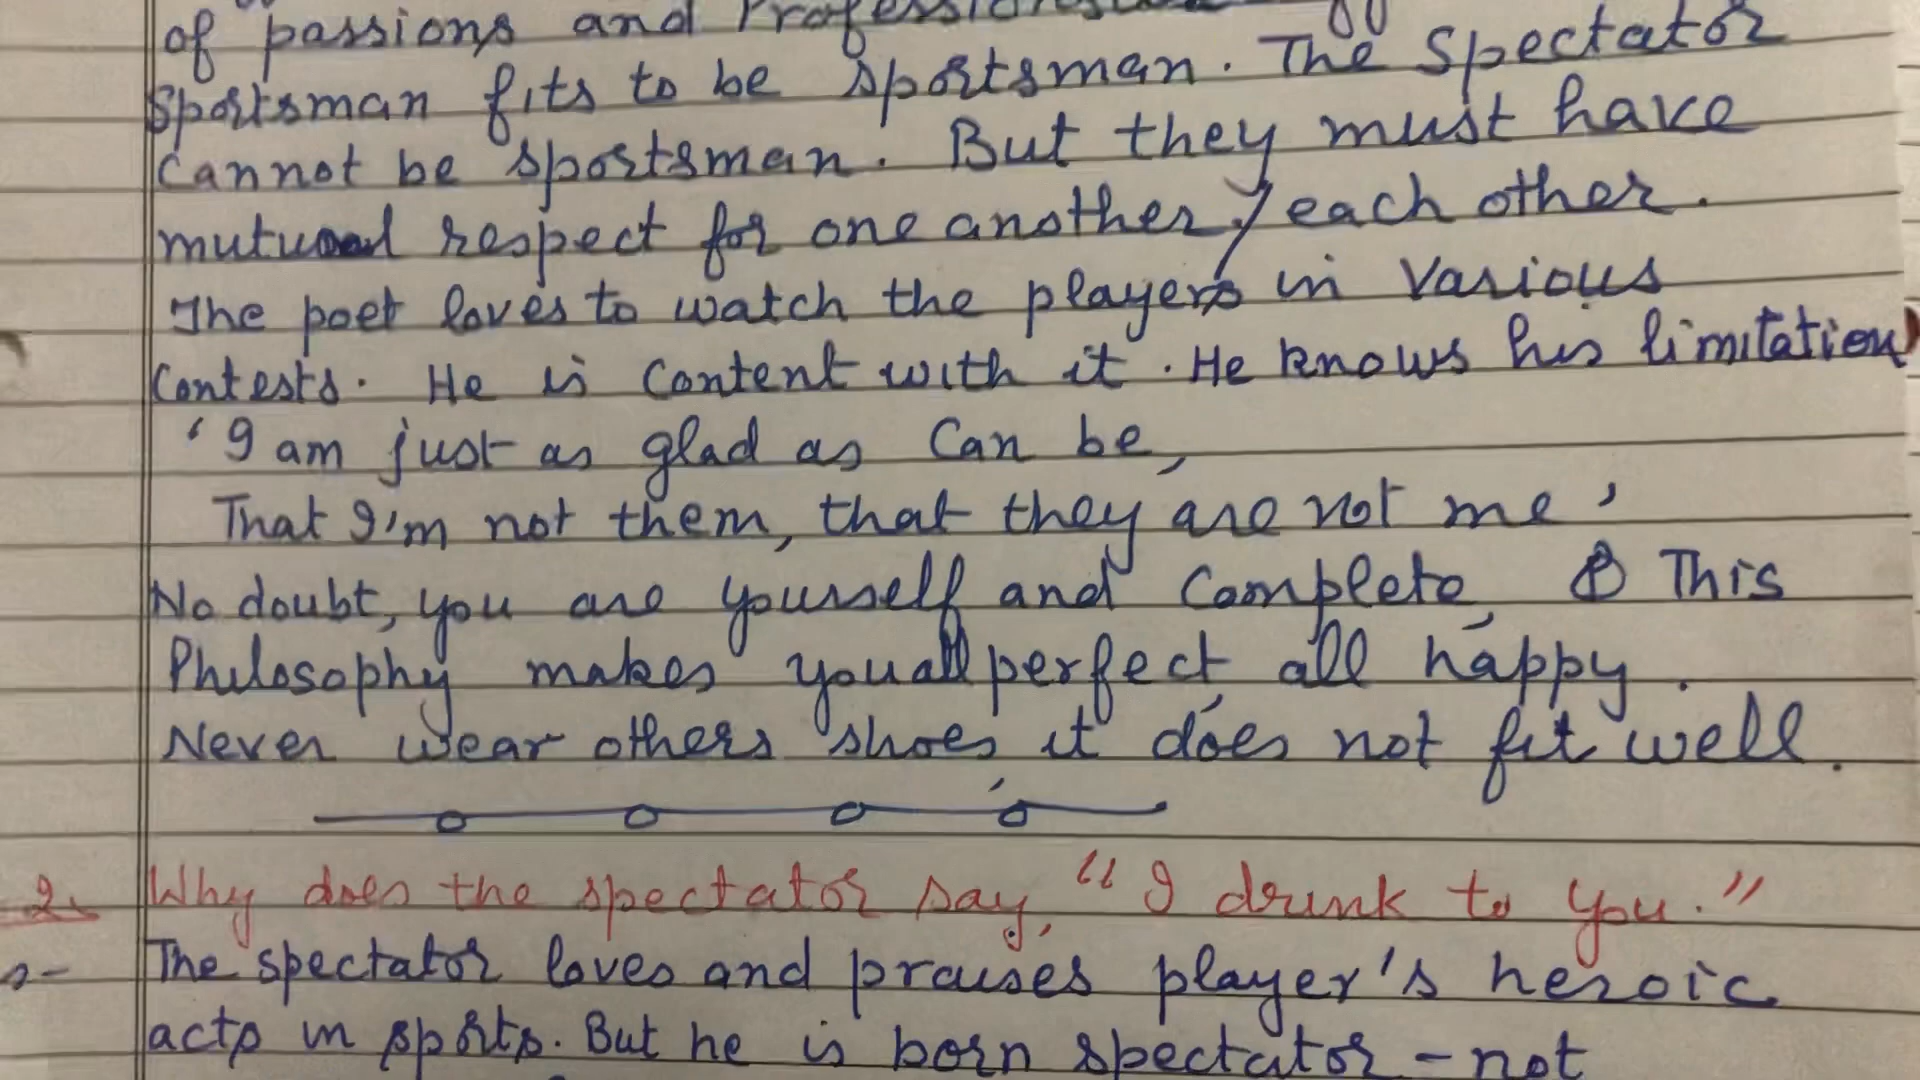 of passions and Professionalism
Sportsman fits to be sportsman. The Spectator
Cannot be sportsman. But they must have
mutual respect for one another / each other.
The poet loves to watch the players in Various
Contests. He is Content with it. He knows his limitation
'I am just as glad as Can be,
That I'm not them, that they are not me'
No doubt, you are yourself and Complete, This
Philosophy makes you all perfect, all happy.
Never wear others shoes, it does not fit well.
2. Why does the spectator say, "I drunk to you."
The spectator loves and praises player's heroic
acts in sports. But he is born spectator - not